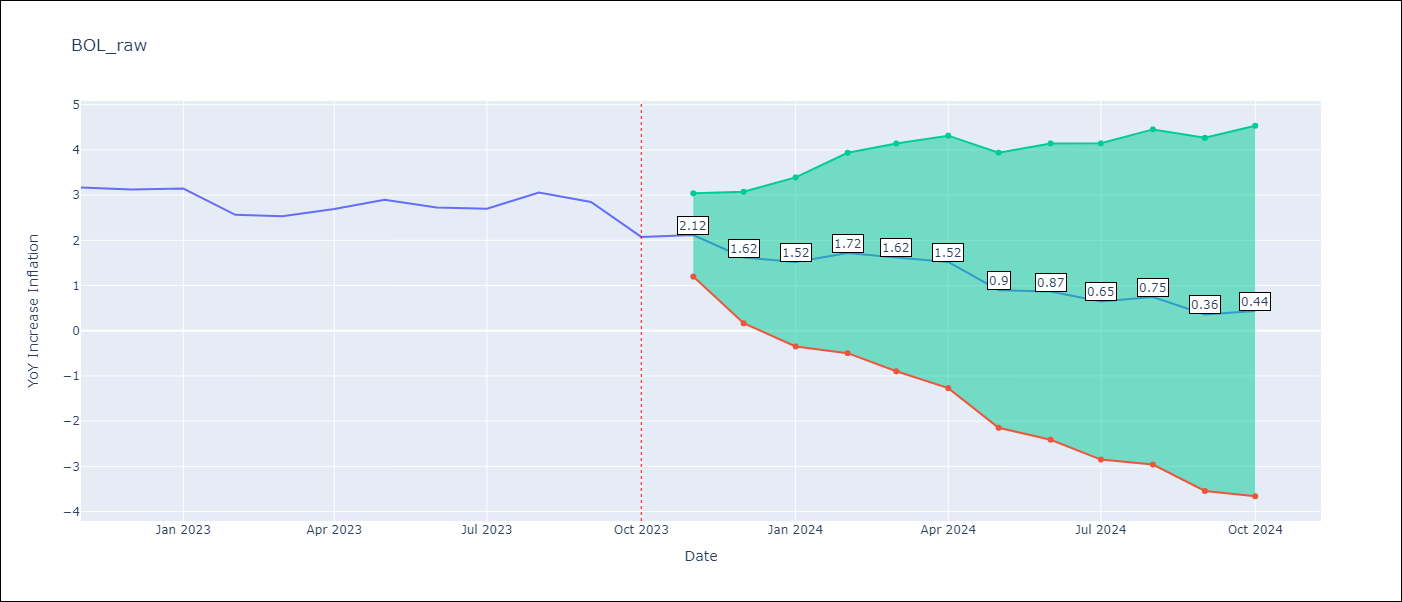 BOL_raw
5
4
3
2
1
0
−1
−2
−3
−4
YoY Increase Inflation
2.12
1.62
1.52
1.72
1.62
1.52
0.9
0.87
0.65
0.75
0.36
0.44
Jan 2023
Apr 2023
Jul 2023
Oct 2023
Jan 2024
Apr 2024
Jul 2024
Oct 2024
Date